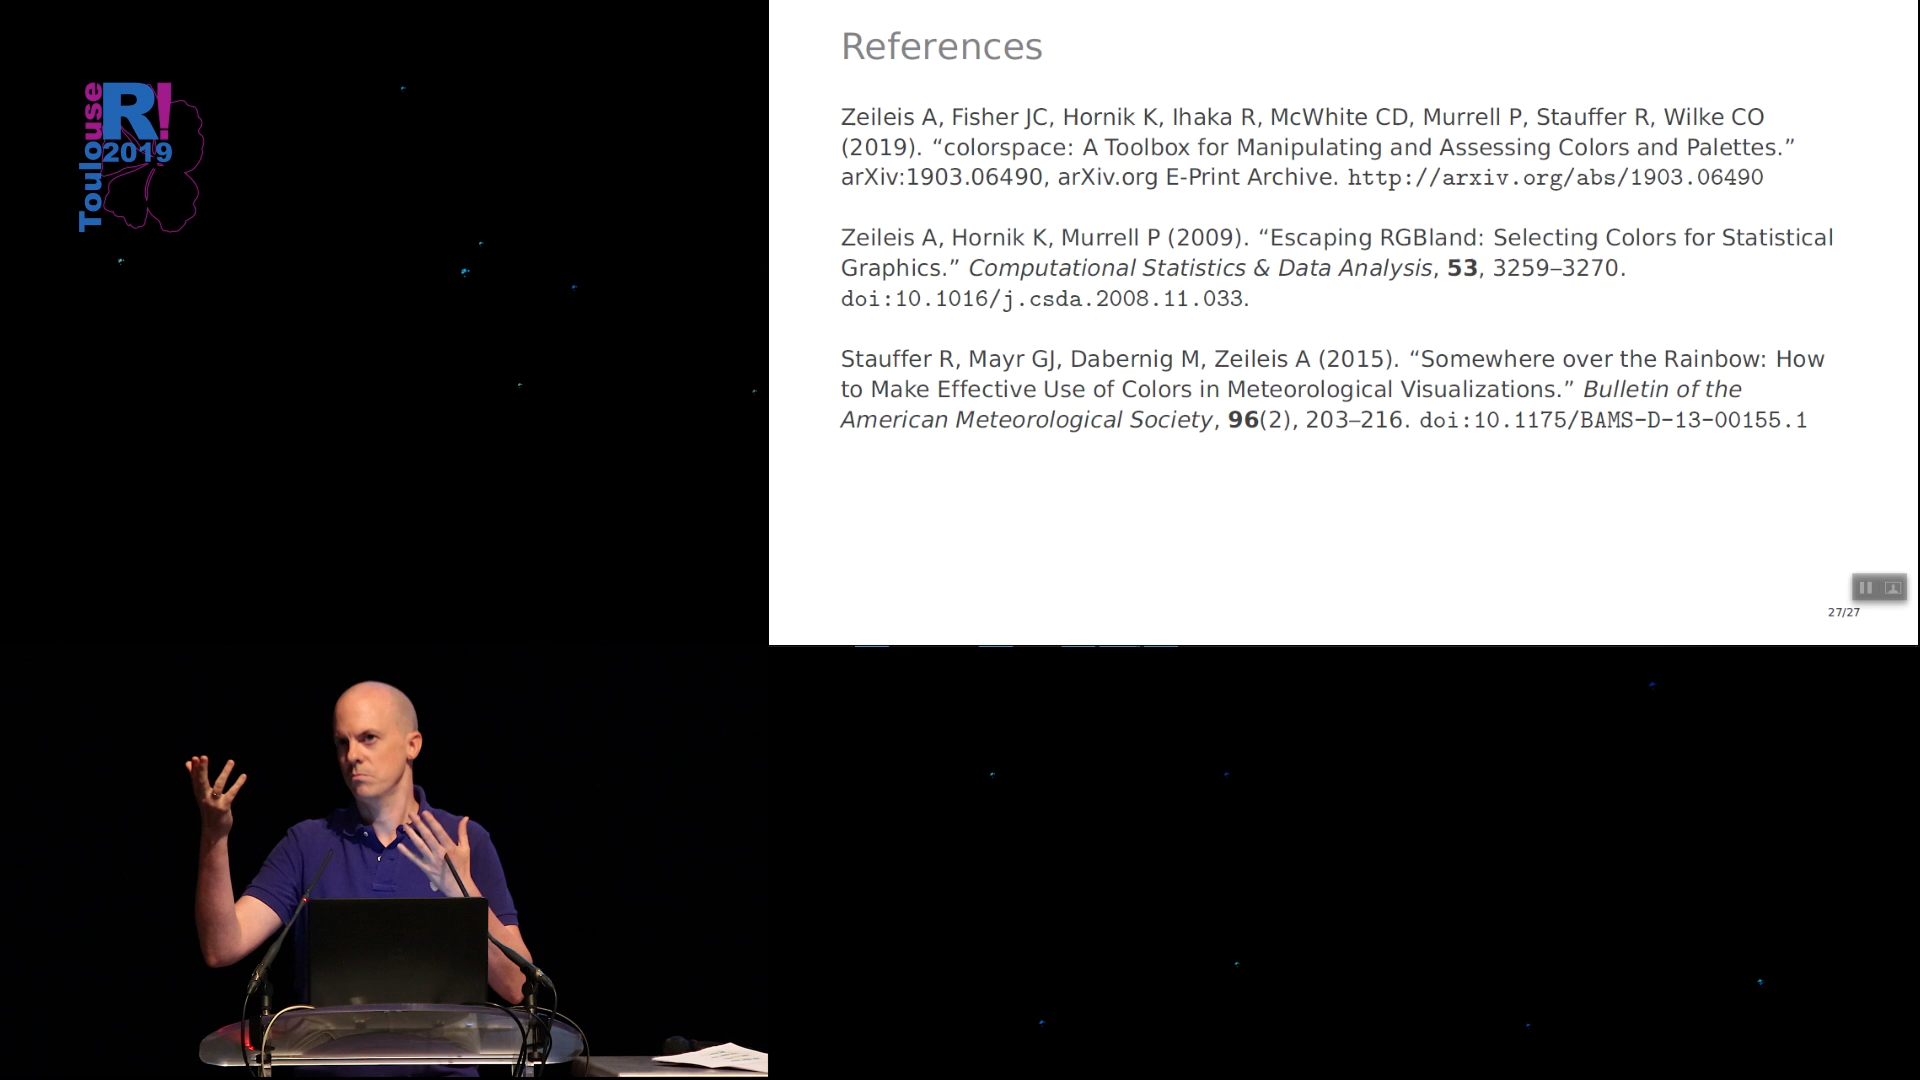 Toulouse
R!
2019
References
Zeileis A, Fisher JC, Hornik K, Ihaka R, McWhite CD, Murrell P, Stauffer R, Wilke CO
(2019). “colorspace: A Toolbox for Manipulating and Assessing Colors and Palettes.”
arXiv:1903.06490, arXiv.org E-Print Archive. http://arxiv.org/abs/1903.06490
Zeileis A, Hornik K, Murrell P (2009). “Escaping RGBland: Selecting Colors for Statistical
Graphics.” Computational Statistics & Data Analysis, 53, 3259–3270.
doi:10.1016/j.csda.2008.11.033.
Stauffer R, Mayr GJ, Dabernig M, Zeileis A (2015). “Somewhere over the Rainbow: How
to Make Effective Use of Colors in Meteorological Visualizations.” Bulletin of the
American Meteorological Society, 96(2), 203–216. doi:10.1175/BAMS-D-13-00155.1
27/27